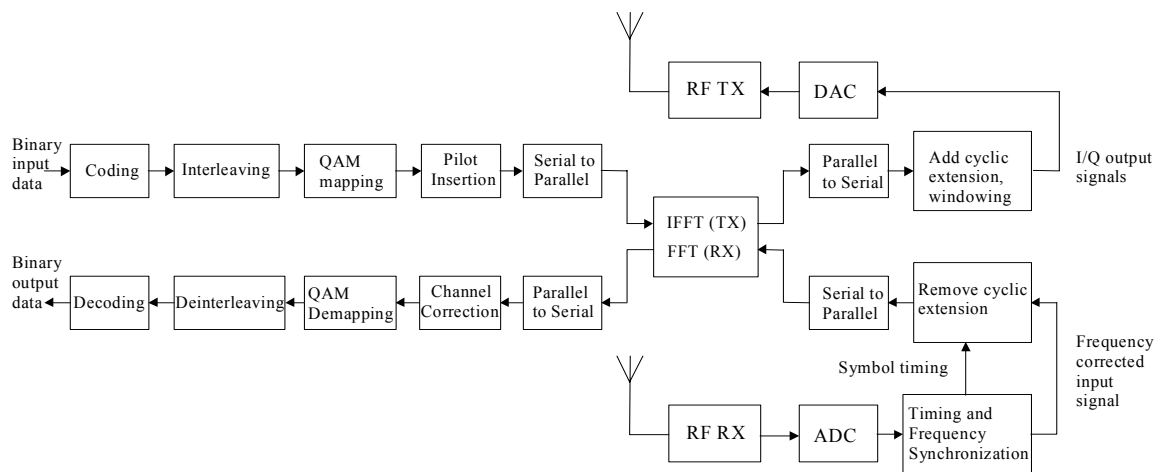 RF TX
DAC
Binary
input
data
Coding
Interleaving
QAM
mapping
Pilot
Insertion
Serial to
Parallel
IFFT (TX)
FFT (RX)
Parallel
to Serial
Add cyclic
extension,
windowing
I/Q output
signals
Binary
output
data
Decoding
Deinterleaving
QAM
Demapping
Channel
Correction
Parallel
to Serial
Serial to
Parallel
Remove cyclic
extension
Frequency
corrected
input
signal
Symbol timing
RF RX
ADC
Timing and
Frequency
Synchronization